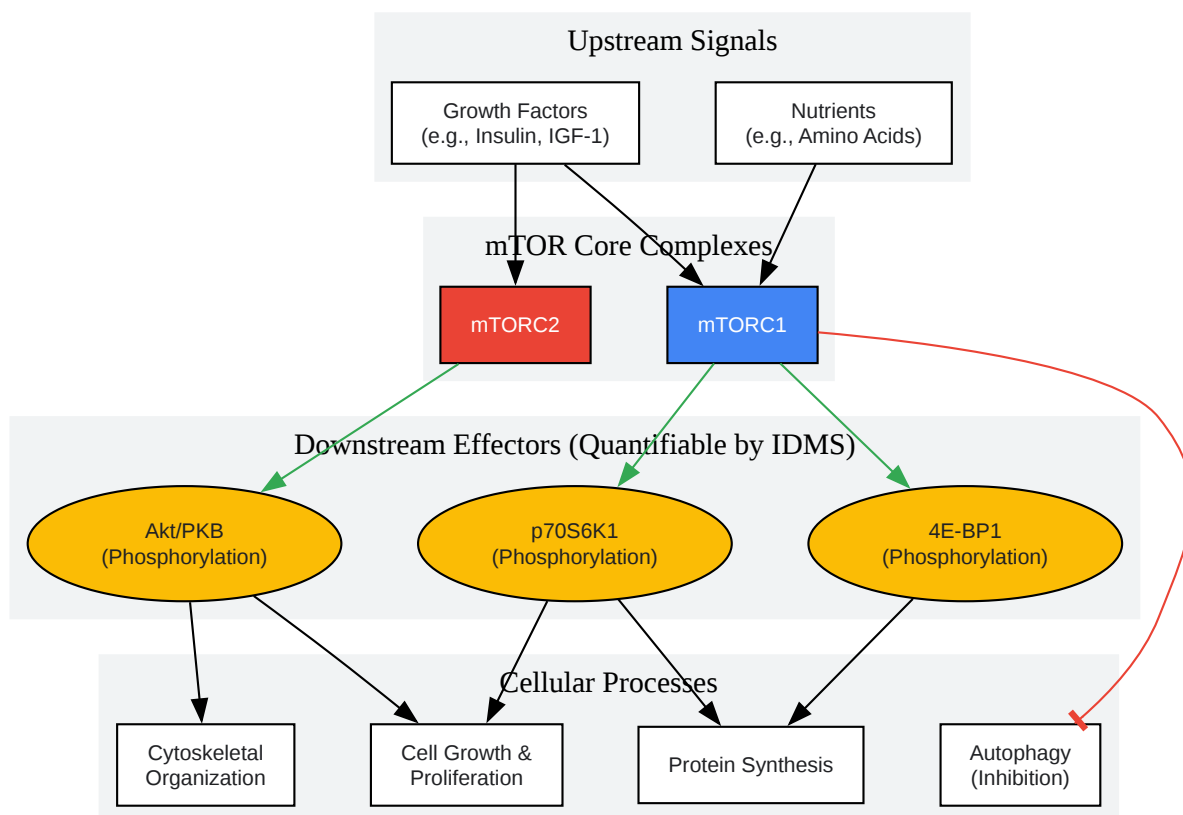 Upstream Signals
Growth Factors
(e.g., Insulin, IGF-1)
Nutrients
(e.g., Amino Acids)
mTOR Core Complexes
mTORC2
mTORC1
Downstream Effectors (Quantifiable by IDMS)
Akt/PKB
(Phosphorylation)
p70S6K1
(Phosphorylation)
4E-BP1
(Phosphorylation)
Cellular Processes
Cytoskeletal
Organization
Cell Growth &
Proliferation
Protein Synthesis
Autophagy
(Inhibition)